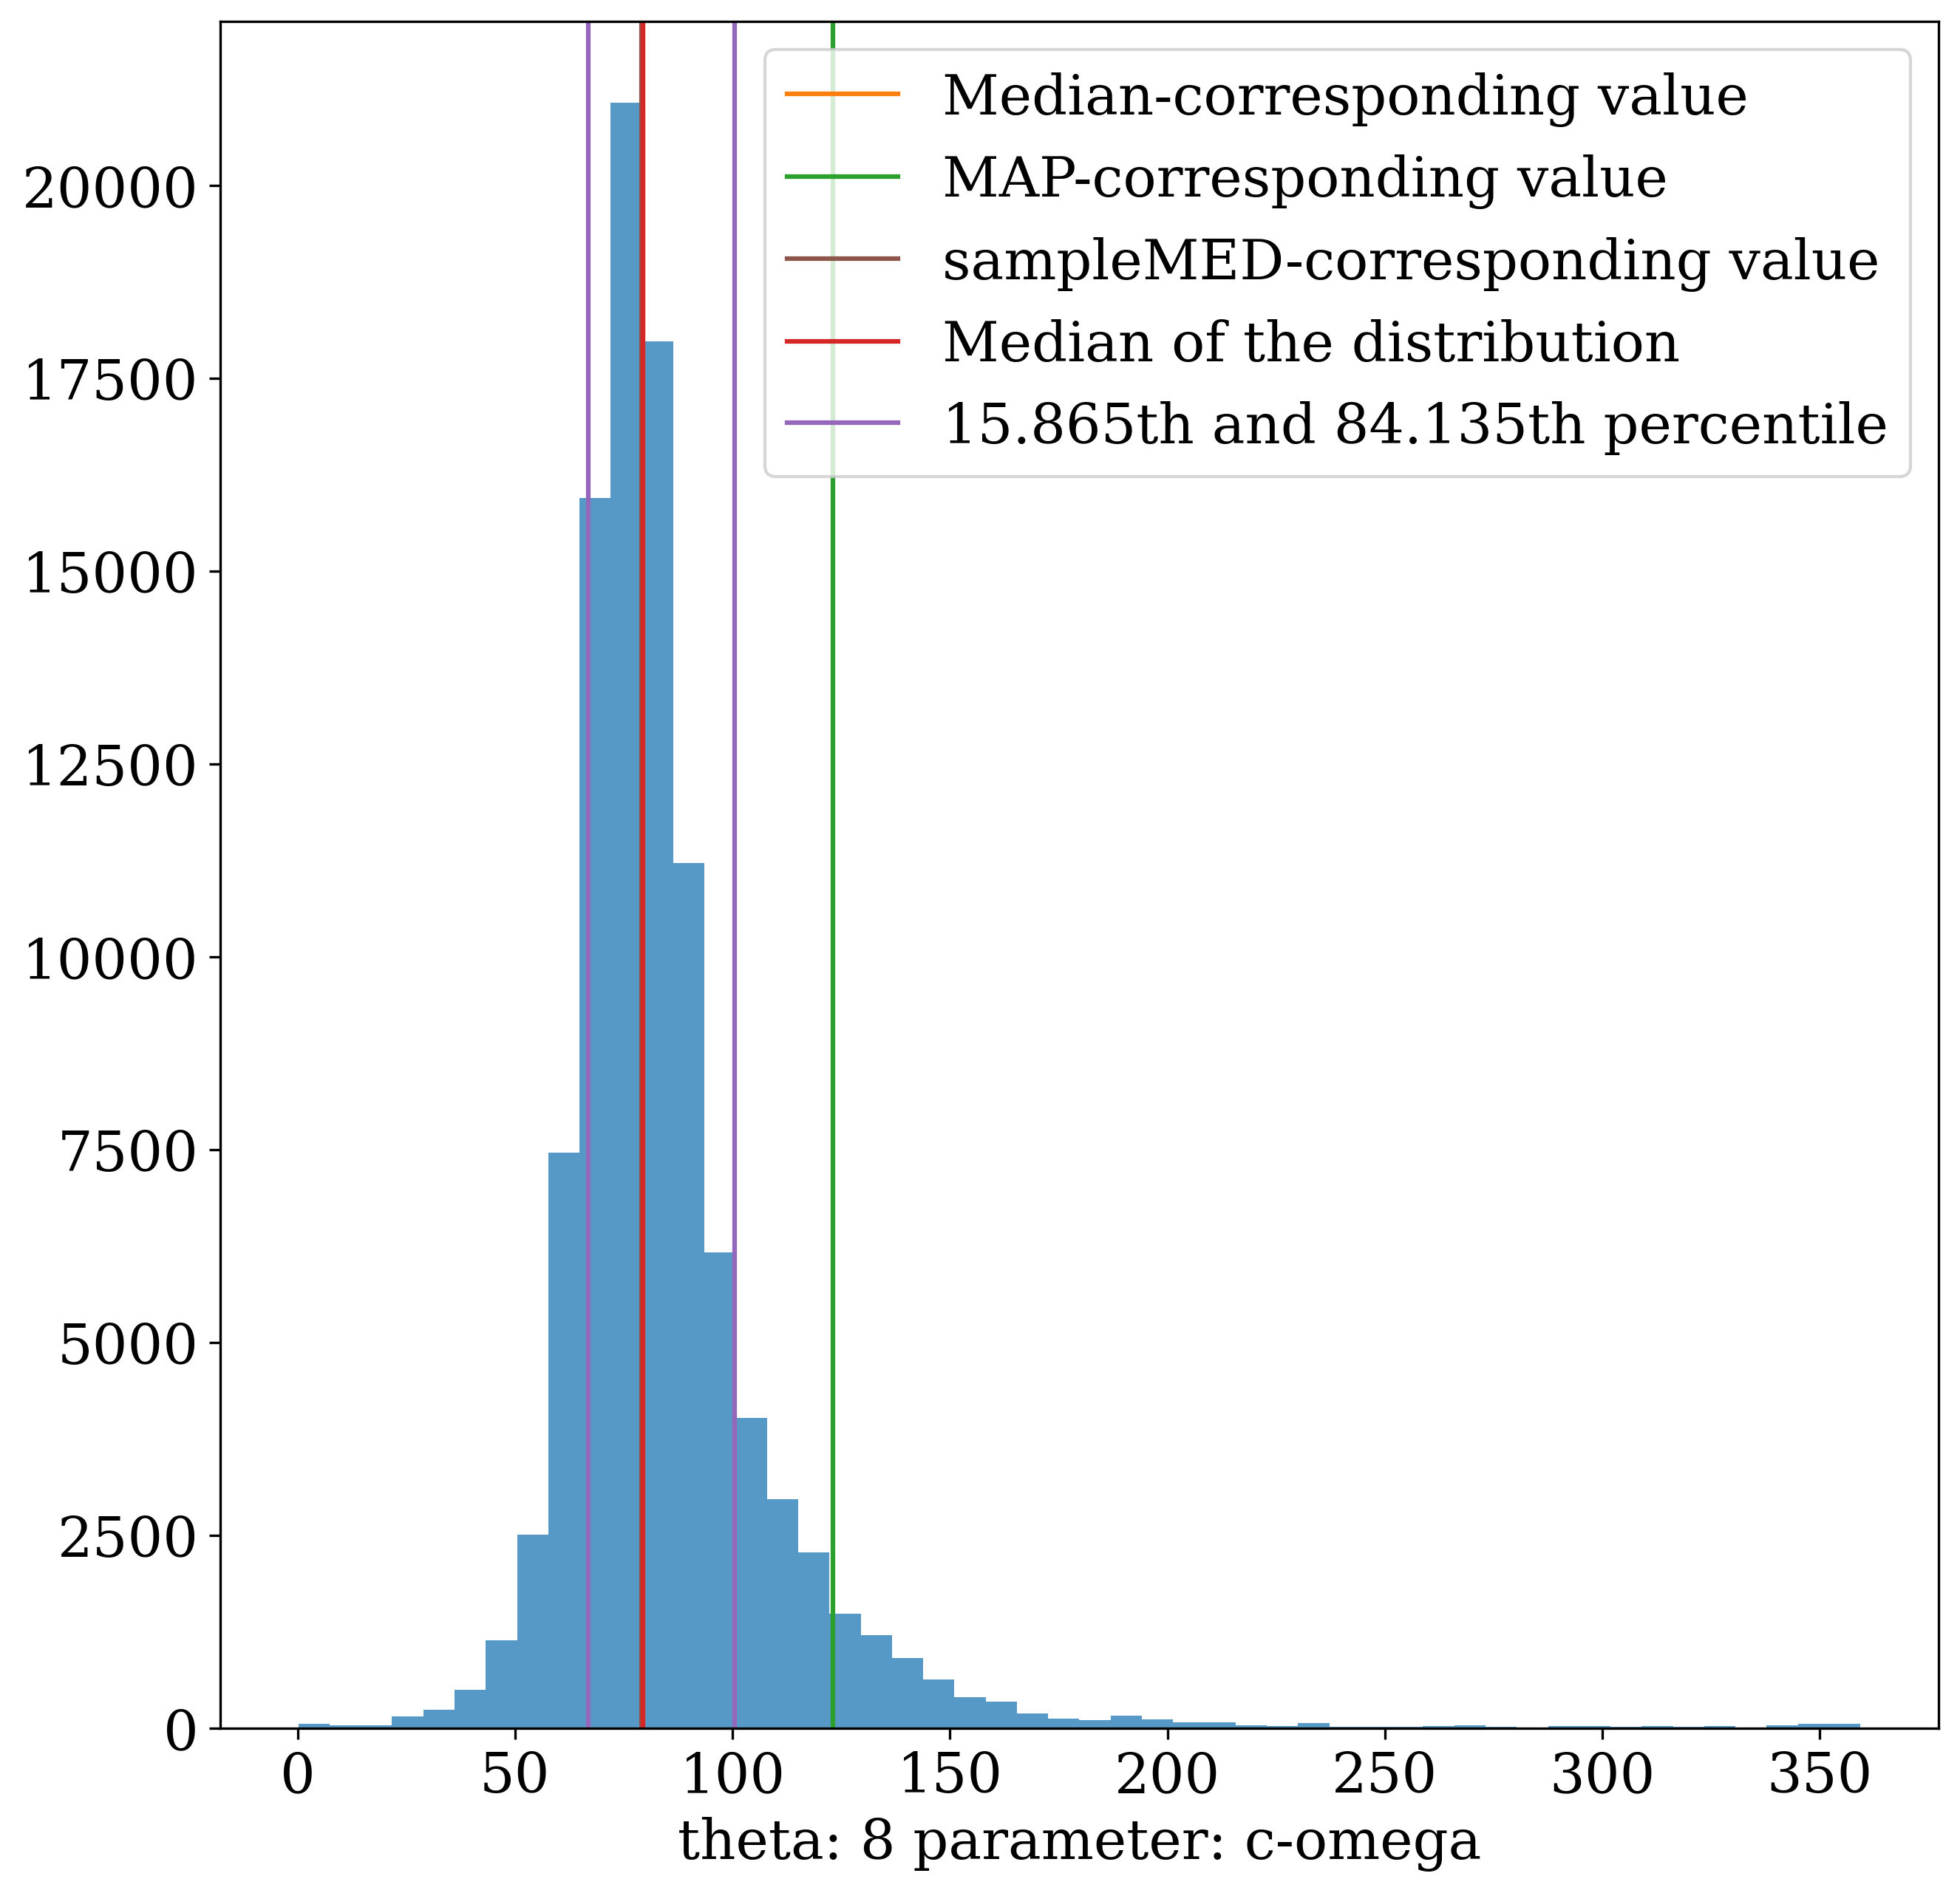 Median-corresponding value
MAP-corresponding value
sampleMED-corresponding value
Median of the distribution
15.865th and 84.135th percentile
20000
17500
15000
12500
10000
7500
5000
2500
0
0 50 100 150 200 250 300 350
theta: 8 parameter: c-omega